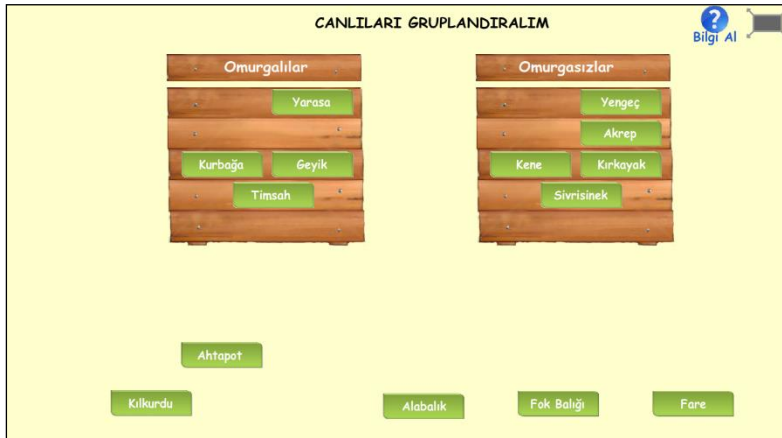 CANLILARI GRUPLANDIRALIM
Bilgi Al
Omurgalılar
Omurgasızlar
Yarasa
Yengeç
Akrep
Kurbağa
Geyik
Kene
Kırkayak
Timsah
Sivrisinek
Ahtapot
Kılkurdu
Alabalık
Fok Balığı
Fare